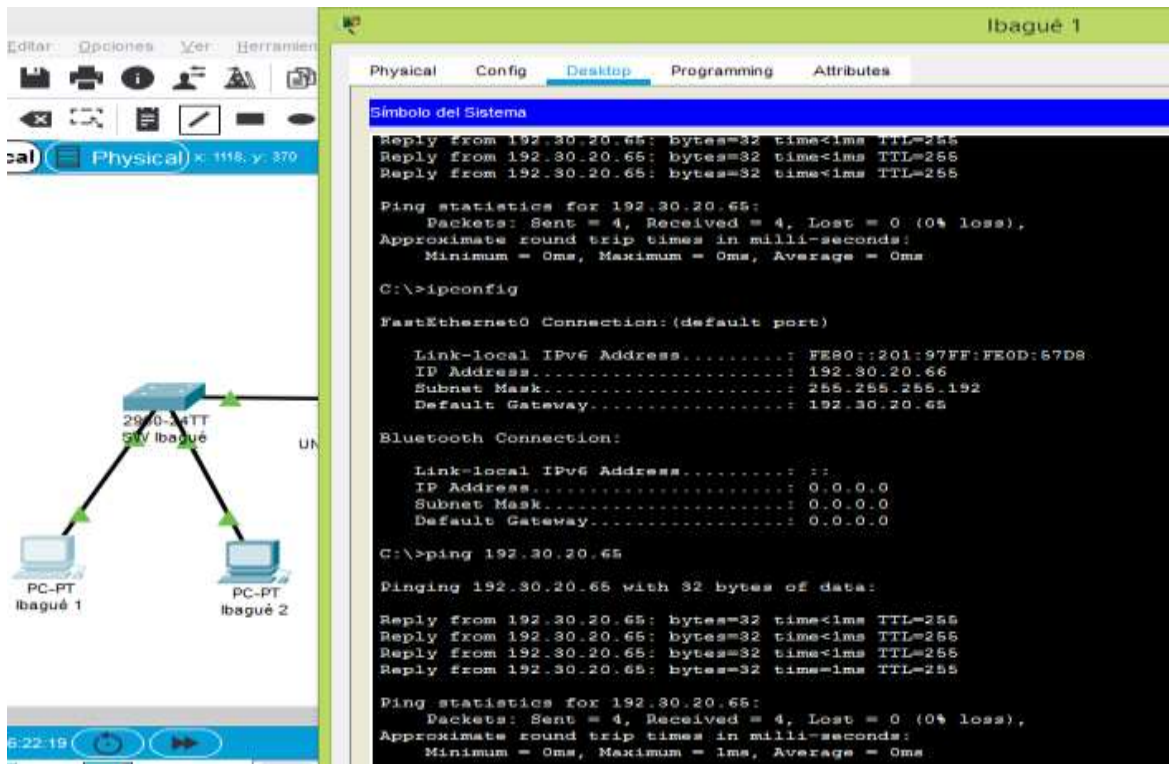 Ibagué 1
Editar Opciones Ver Herramien
Physical Config Desktop Programming Attributes
Símbolo del Sistema
cal) Physical x: 1118, y: 370
Reply from 192.30.20.65: bytes=32 time<1ms TTL=255
Reply from 192.30.20.65: bytes=32 time<1ms TTL=255
Reply from 192.30.20.65: bytes=32 time<1ms TTL=255
Ping statistics for 192.30.20.65:
Packets: Sent = 4, Received = 4, Lost = 0 (0% loss),
Approximate round trip times in milli-seconds:
Minimum = 0ms, Maximum = 0ms, Average = 0ms
C:\>ipconfig
FastEthernet0 Connection:(default port)
Link-local IPv6 Address.........: FE80::201:97FF:FE0D:57D8
IP Address......................: 192.30.20.66
Subnet Mask.....................: 255.255.255.192
Default Gateway.................: 192.30.20.65
Bluetooth Connection:
Link-local IPv6 Address.........: ::
IP Address......................: 0.0.0.0
Subnet Mask.....................: 0.0.0.0
Default Gateway.................: 0.0.0.0
C:\>ping 192.30.20.65
Pinging 192.30.20.65 with 32 bytes of data:
Reply from 192.30.20.65: bytes=32 time<1ms TTL=255
Reply from 192.30.20.65: bytes=32 time<1ms TTL=255
Reply from 192.30.20.65: bytes=32 time<1ms TTL=255
Reply from 192.30.20.65: bytes=32 time=1ms TTL=255
Ping statistics for 192.30.20.65:
Packets: Sent = 4, Received = 4, Lost = 0 (0% loss),
Approximate round trip times in milli-seconds:
Minimum = 0ms, Maximum = 1ms, Average = 0ms
2960-24TT
SW Ibagué
UN
PC-PT
Ibagué 1
PC-PT
Ibagué 2
6:22:19